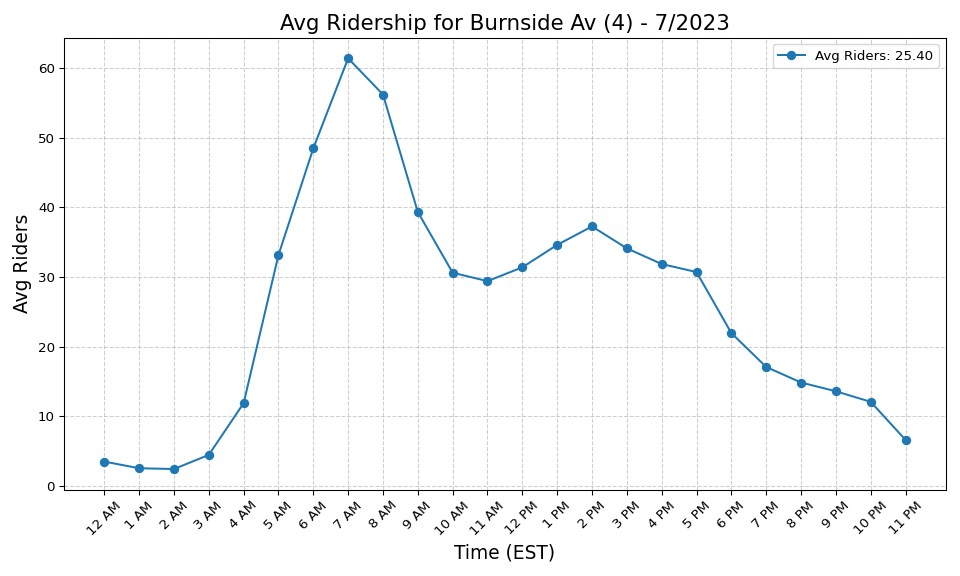 Avg Ridership for Burnside Av (4) - 7/2023
Avg Riders: 25.40
Avg Riders
60
50
40
30
20
10
0
12 AM
1 AM
2 AM
3 AM
4 AM
5 AM
6 AM
7 AM
8 AM
9 AM
10 AM
11 AM
12 PM
1 PM
2 PM
3 PM
4 PM
5 PM
6 PM
7 PM
8 PM
9 PM
10 PM
11 PM
Time (EST)